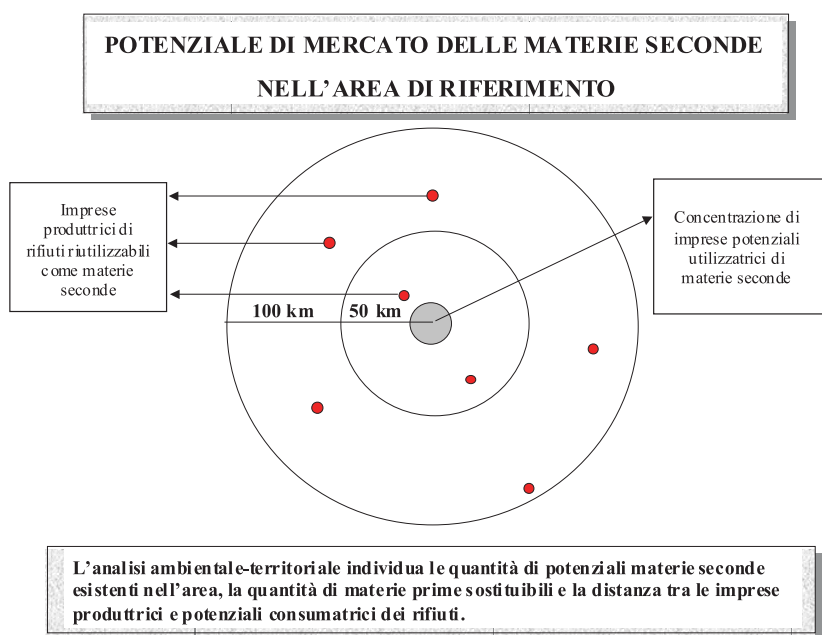 POTENZIALE DI MERCATO DELLE MATERIE SECONDE
NELL'AREA DI RIFERIMENTO
Imprese
produttrici di
rifiuti riutilizzabili
come materie
seconde
Concentrazione di
imprese potenziali
utilizzatrici di
materie seconde
100 km
50 km
L'analisi ambientale-territoriale individua le quantità di potenziali materie seconde
esistenti nell'area, la quantità di materie prime sostituibili e la distanza tra le imprese
produttrici e potenziali consumatrici dei rifiuti.